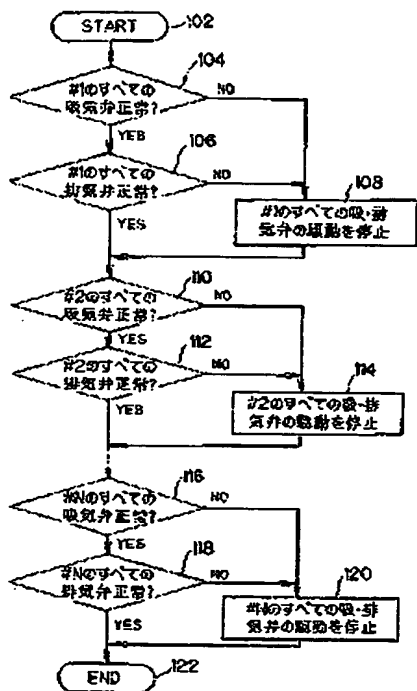 START
102
104
#1のすべての
吸気弁正常?
NO
YES
106
#1のすべての
排気弁正常?
NO
YES
108
#1のすべての吸・排
気弁の駆動を停止
110
#2のすべての
吸気弁正常?
NO
YES
112
#2のすべての
排気弁正常?
NO
YES
114
#2のすべての吸・排
気弁の駆動を停止
116
#Nのすべての
吸気弁正常?
NO
YES
118
#Nのすべての
排気弁正常?
NO
YES
120
#Nのすべての吸・排
気弁の駆動を停止
END
122